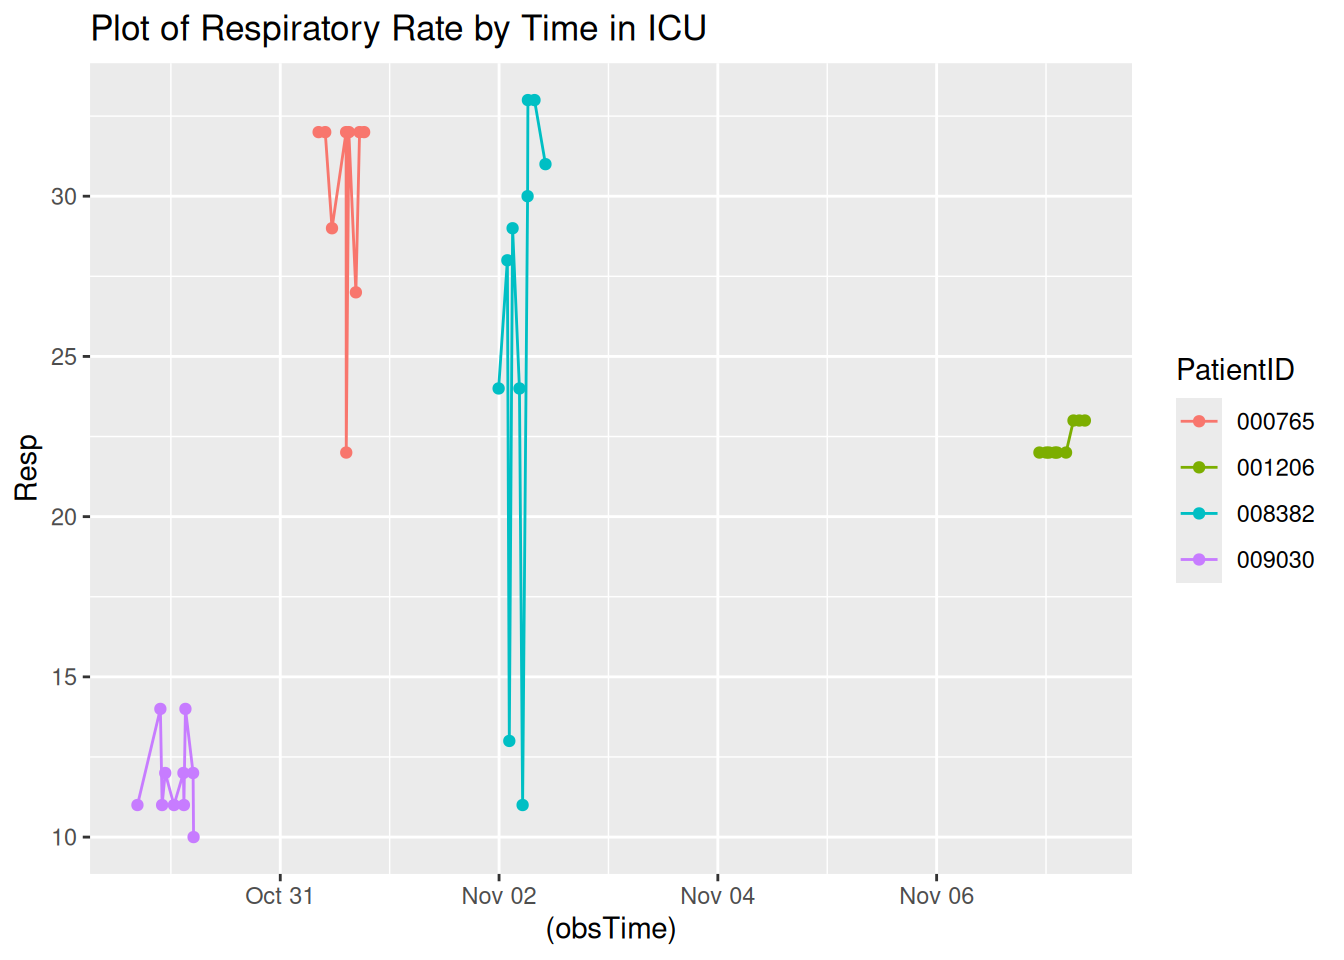 Plot of Respiratory Rate by Time in ICU
Resp
30
25
20
15
10
Oct 31
Nov 02
Nov 04
Nov 06
(obsTime)
PatientID
000765
001206
008382
009030